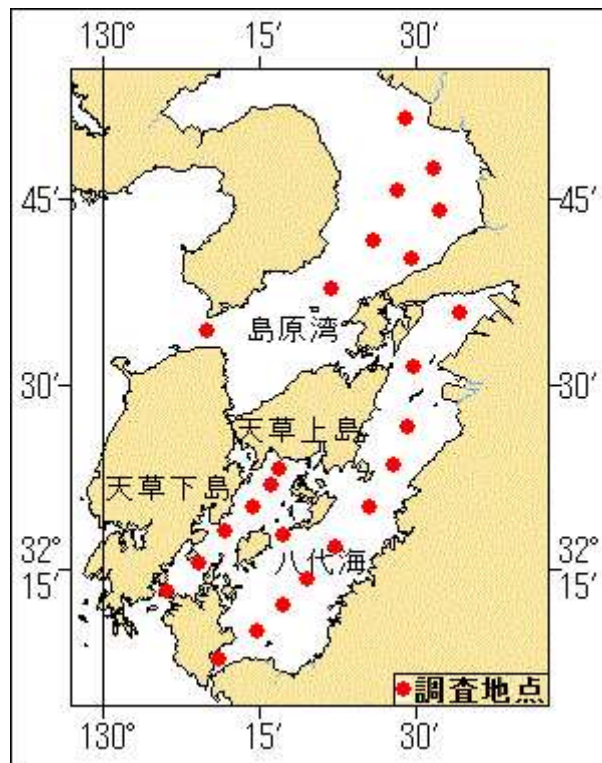 130° 15′ 30′
45′ 45′
島原湾
30′ 30′
天草上島
天草下島
八代海
32° 32°
15′ 15′
調査地点
130° 15′ 30′